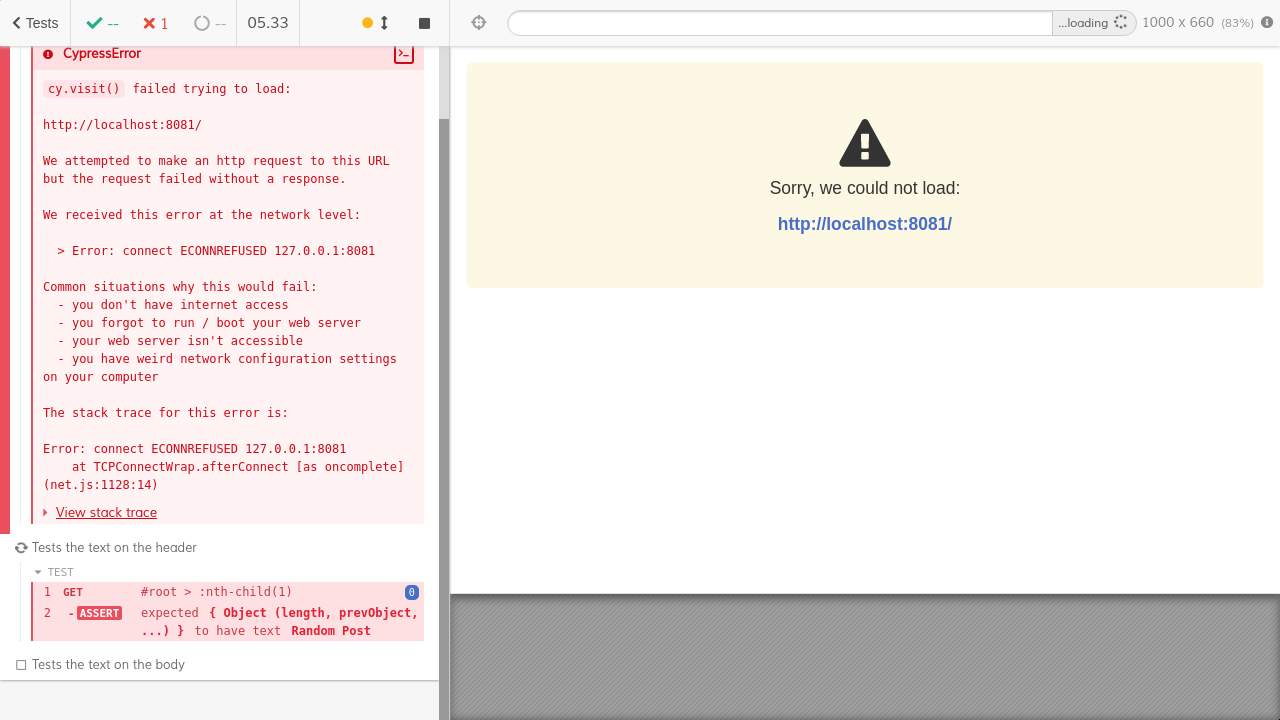 Tests
--
1
--
05.33
...loading
1000 x 660 (83%)
CypressError
cy.visit() failed trying to load:
http://localhost:8081/
We attempted to make an http request to this URL
but the request failed without a response.
We received this error at the network level:
> Error: connect ECONNREFUSED 127.0.0.1:8081
Common situations why this would fail:
- you don't have internet access
- you forgot to run / boot your web server
- your web server isn't accessible
- you have weird network configuration settings
on your computer
The stack trace for this error is:
Error: connect ECONNREFUSED 127.0.0.1:8081
at TCPConnectWrap.afterConnect [as oncomplete]
(net.js:1128:14)
View stack trace
Tests the text on the header
TEST
1 GET #root > :nth-child(1) 0
2 -ASSERT expected { Object (length, prevObject,
...) } to have text Random Post
Tests the text on the body
Sorry, we could not load:
http://localhost:8081/